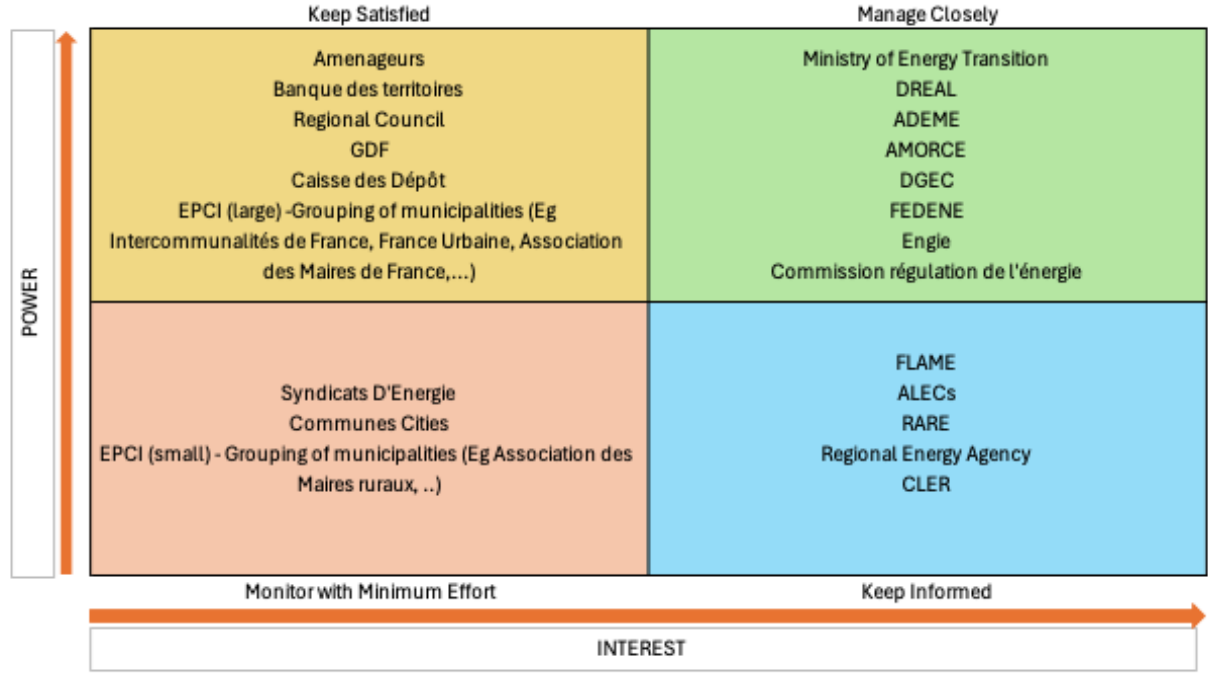 Keep Satisfied
Manage Closely
Amenageurs
Banque des territoires
Regional Council
GDF
Caisse des Dépôt
EPCI (large) -Grouping of municipalities (Eg
Intercommunalités de France, France Urbaine, Association
des Maires de France,...)
Ministry of Energy Transition
DREAL
ADEME
AMORCE
DGEC
FEDENE
Engie
Commission régulation de l'énergie
POWER
Syndicats D'Energie
Communes Cities
EPCI (small) - Grouping of municipalities (Eg Association des
Maires ruraux, ..)
FLAME
ALECs
RARE
Regional Energy Agency
CLER
Monitor with Minimum Effort
Keep Informed
INTEREST